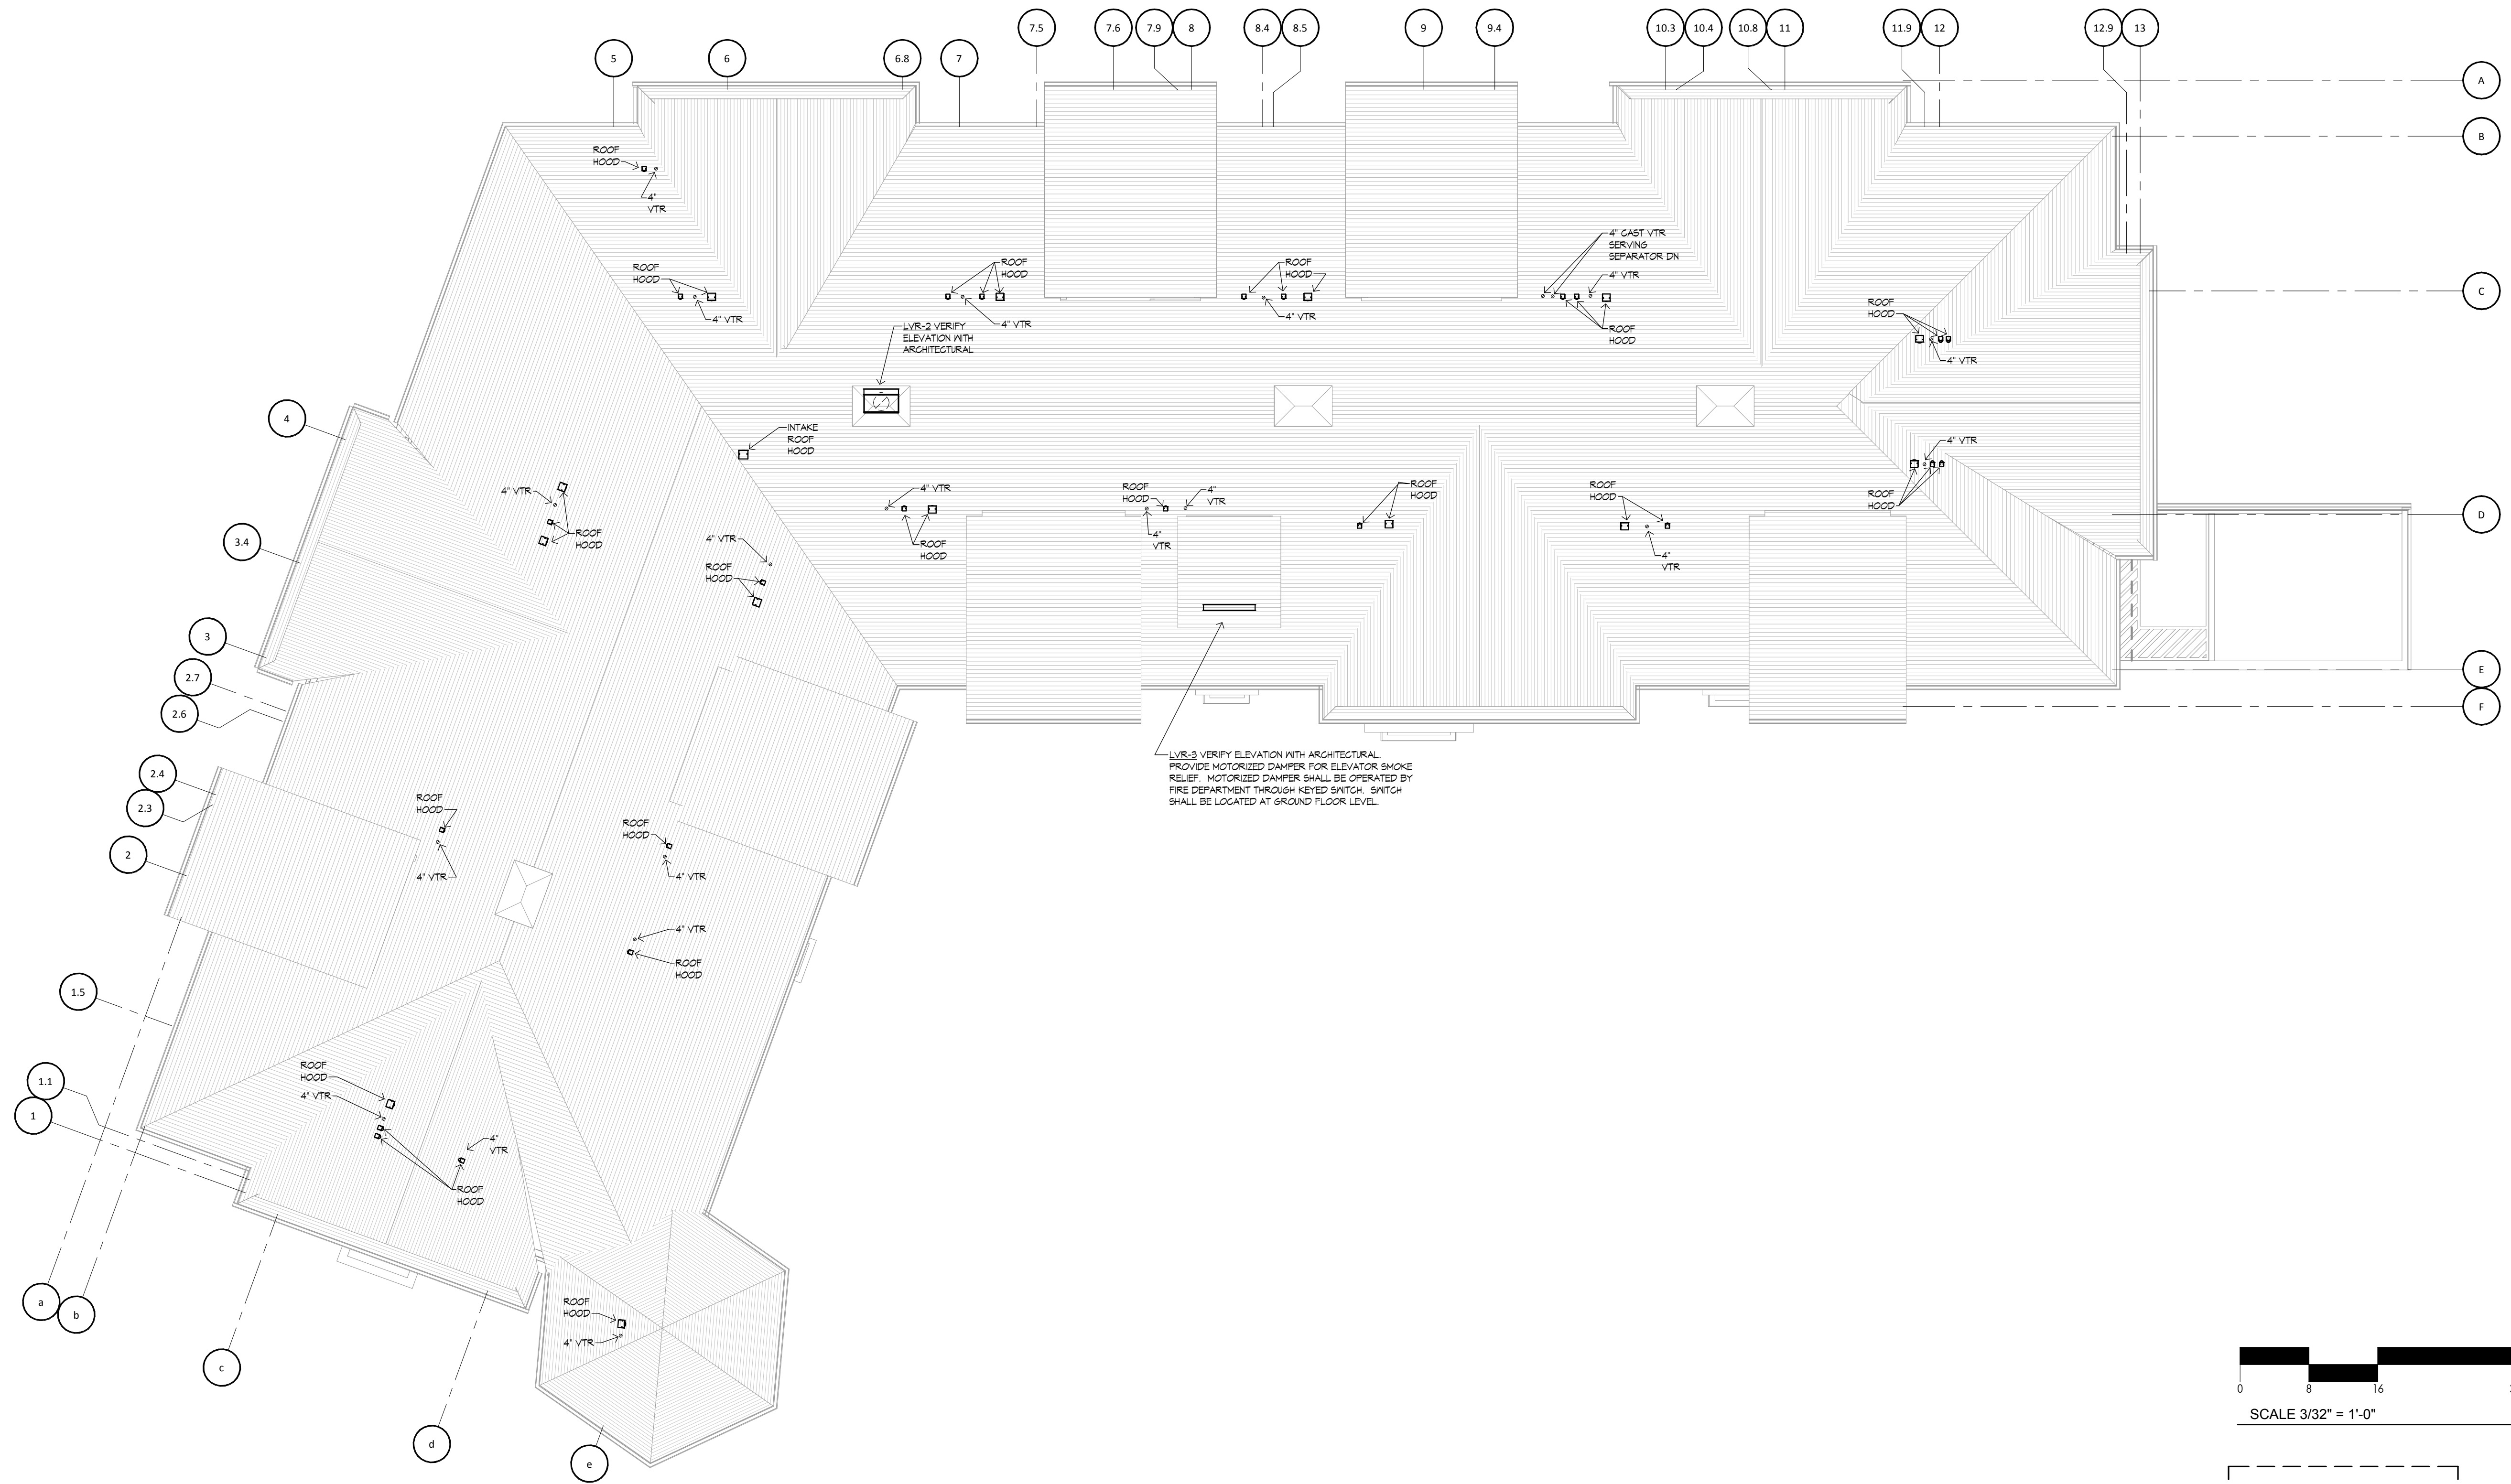 7.5
7.6
7.9
8
8.4
8.5
9
9.4
10.3
10.4
10.8
11
11.9
12
12.9
13
5
6
6.8
7
A
B
ROOF
HOOD
4"
VTR
4" CAST VTR
SERVING
SEPARATOR DN
ROOF
HOOD
ROOF
HOOD
ROOF
HOOD
4" VTR
C
ROOF
HOOD
4" VTR
4" VTR
4" VTR
ROOF
HOOD
LVR-2 VERIFY
ELEVATION WITH
ARCHITECTURAL
4" VTR
4
INTAKE
ROOF
HOOD
4" VTR
4" VTR
ROOF
HOOD
4" VTR
ROOF
HOOD
4"
VTR
ROOF
HOOD
ROOF
HOOD
ROOF
HOOD
D
3.4
ROOF
HOOD
4" VTR
ROOF
HOOD
4"
VTR
4"
VTR
ROOF
HOOD
3
2.7
2.6
E
F
LVR-3 VERIFY ELEVATION WITH ARCHITECTURAL.
PROVIDE MOTORIZED DAMPER FOR ELEVATOR SMOKE
RELIEF. MOTORIZED DAMPER SHALL BE OPERATED BY
FIRE DEPARTMENT THROUGH KEYED SWITCH. SWITCH
SHALL BE LOCATED AT GROUND FLOOR LEVEL.
2.4
2.3
2
ROOF
HOOD
4" VTR
ROOF
HOOD
4" VTR
4" VTR
ROOF
HOOD
1.5
1.1
1
ROOF
HOOD
4" VTR
4"
VTR
ROOF
HOOD
a
b
c
d
e
ROOF
HOOD
4" VTR
0 8 16
SCALE 3/32" = 1'-0"